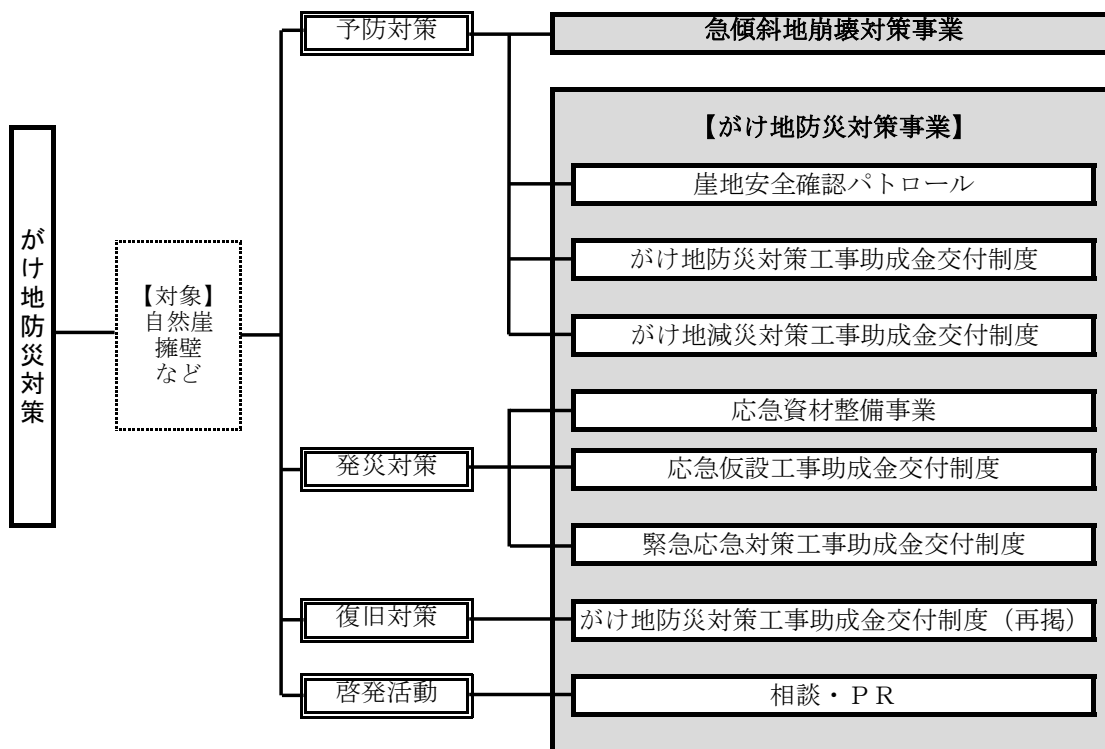 がけ地防災対策
【対象】
自然崖
擁壁
など
予防対策
急傾斜地崩壊対策事業
【がけ地防災対策事業】
崖地安全確認パトロール
がけ地防災対策工事助成金交付制度
がけ地減災対策工事助成金交付制度
発災対策
応急資材整備事業
応急仮設工事助成金交付制度
緊急応急対策工事助成金交付制度
復旧対策
がけ地防災対策工事助成金交付制度（再掲）
啓発活動
相談・ＰＲ